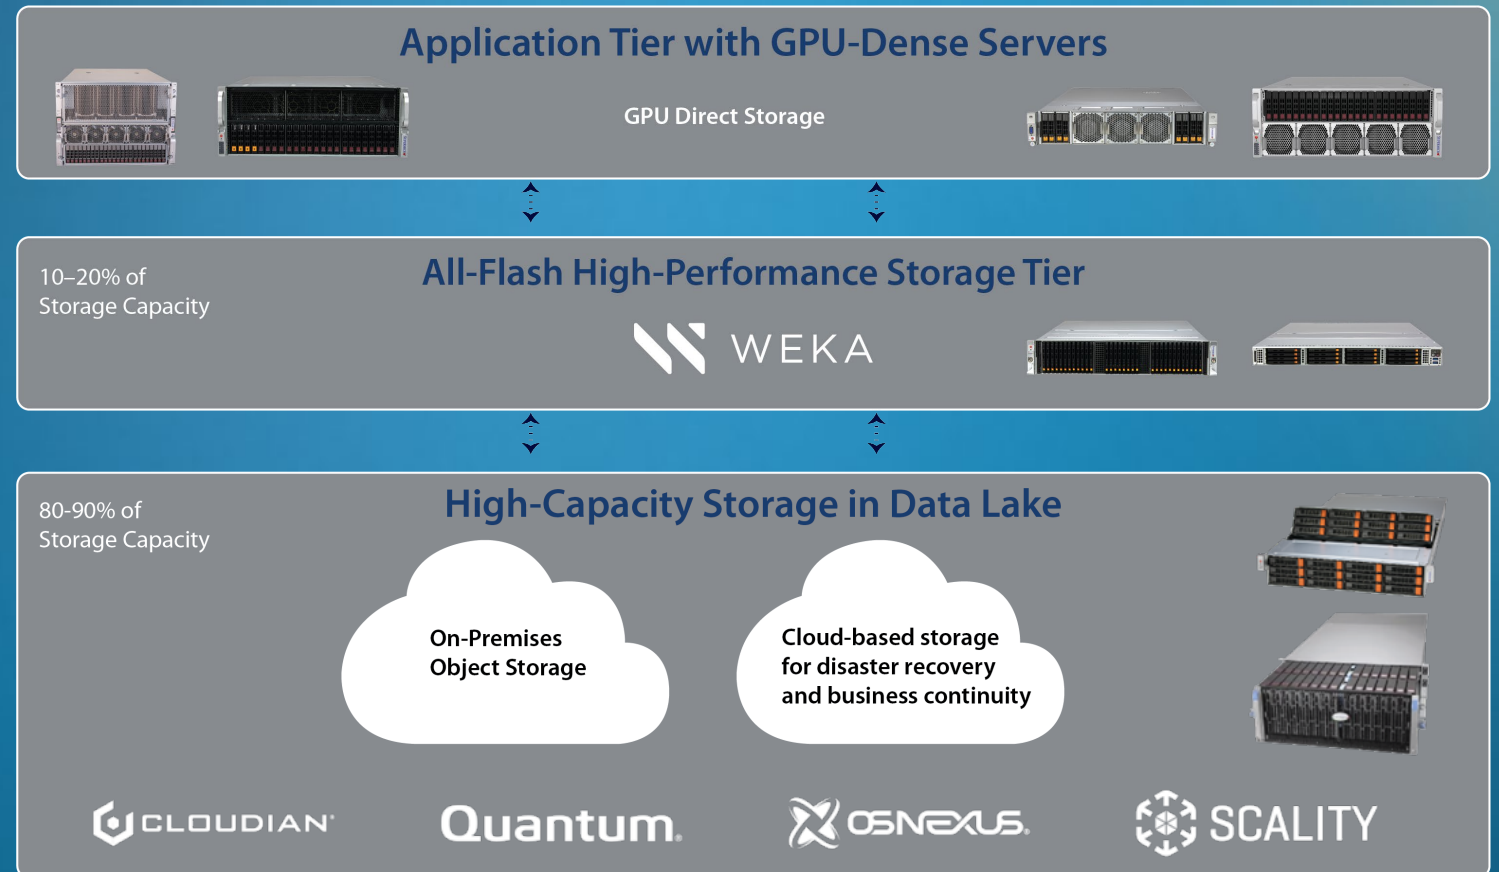 Application Tier with GPU-Dense Servers
GPU Direct Storage
10–20% of
Storage Capacity
All-Flash High-Performance Storage Tier
WEKA
80-90% of
Storage Capacity
High-Capacity Storage in Data Lake
On-Premises
Object Storage
Cloud-based storage
for disaster recovery
and business continuity
CLOUDIAN
Quantum
OSNEXUS
SCALITY